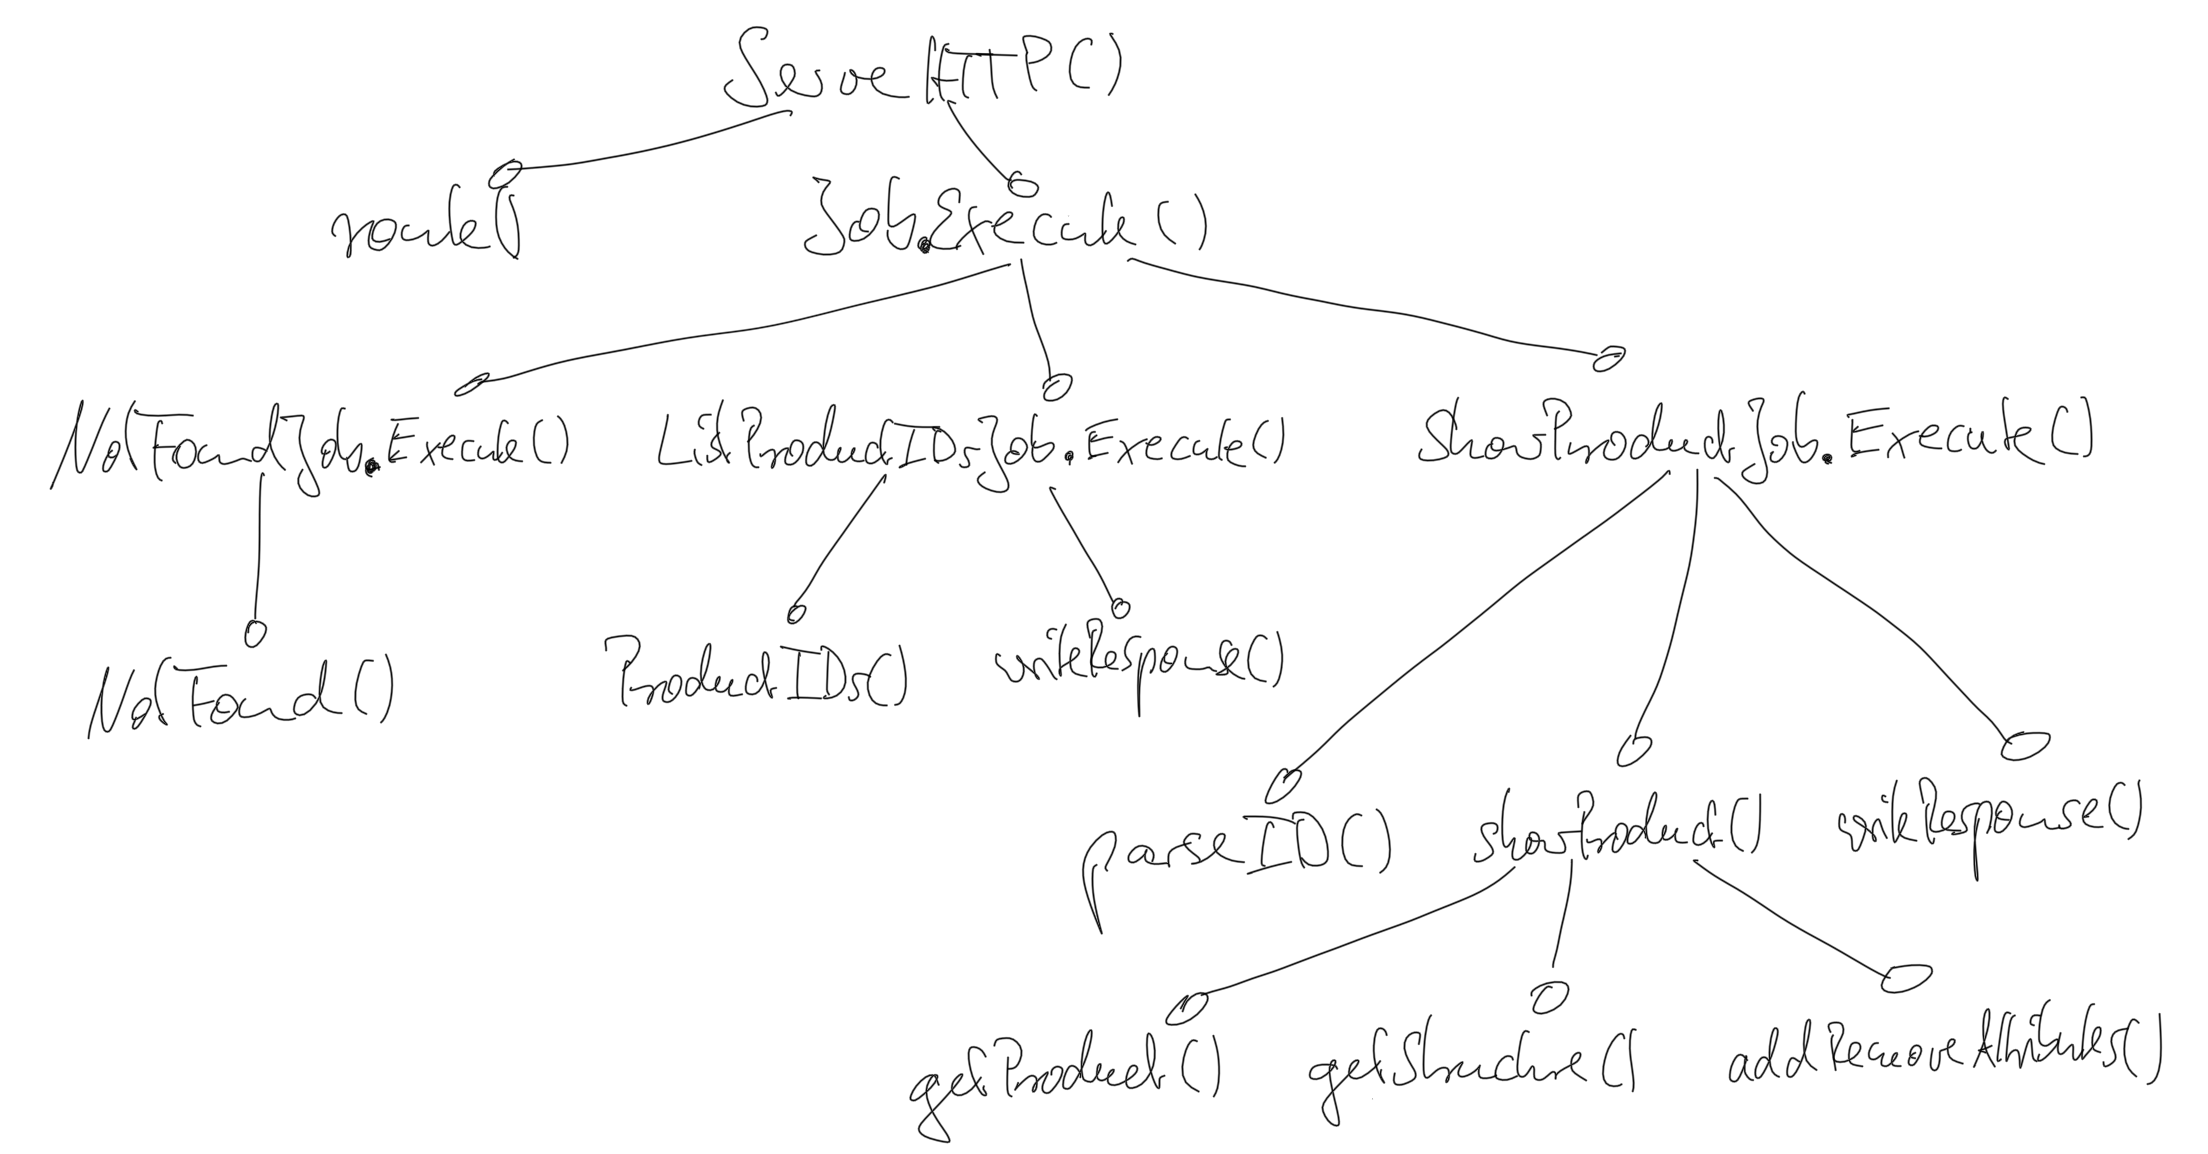 ServeHTTP()
route()
Job.Execute()
NotFoundJob.Execute()
ListProductIDsJob.Execute()
ShowProductJob.Execute()
NotFound()
ProductIDs()
writeResponse()
parseID()
showProduct()
writeResponse()
getProduct()
getStructure()
addRemoveAttributes()